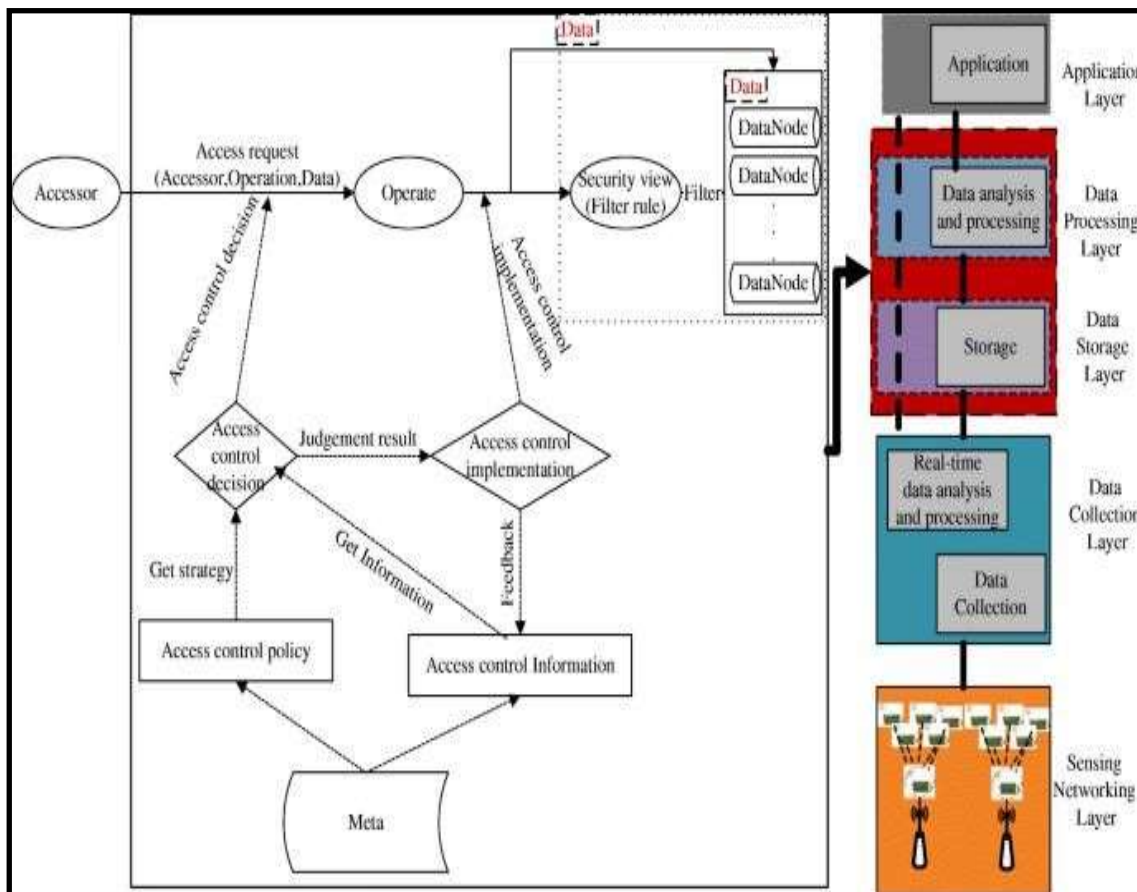 Data
Data
DataNode
DataNode
DataNode
Accessor
Access request
(Accessor,Operation,Data)
Operate
Security view
(Filter rule)
Filter
Access control decision
Access control
implementation
Access
control
decision
Judgement result
Access control
implementation
Get strategy
Get Information
Feedback
Access control policy
Access control Information
Meta
Application
Application
Layer
Data analysis
and processing
Data
Processing
Layer
Storage
Data
Storage
Layer
Real-time
data analysis
and processing
Data
Collection
Layer
Data
Collection
Sensing
Networking
Layer